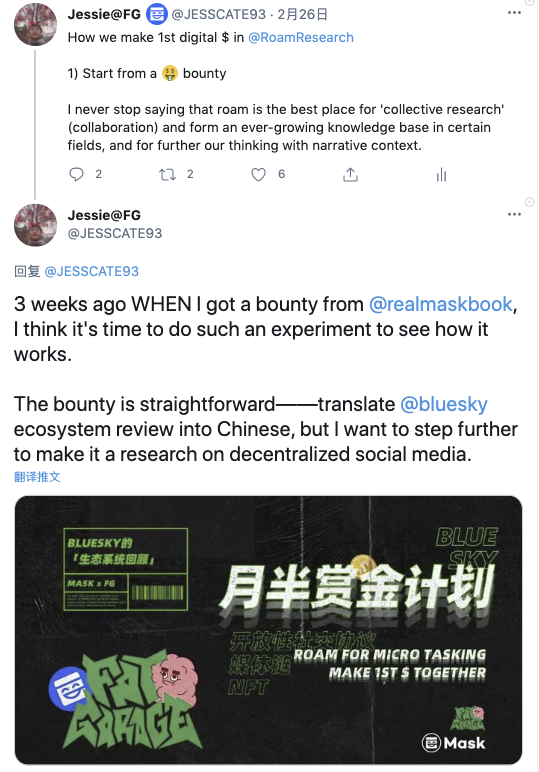 Jessie@FG @JESSCATE93 · 2月26日
How we make 1st digital $ in @RoamResearch
1) Start from a 🤑 bounty
I never stop saying that roam is the best place for 'collective research'
(collaboration) and form an ever-growing knowledge base in certain
fields, and for further our thinking with narrative context.
2 2 6
Jessie@FG
@JESSCATE93
回复 @JESSCATE93
3 weeks ago WHEN I got a bounty from @realmaskbook,
I think it's time to do such an experiment to see how it
works.
The bounty is straightforward——translate @bluesky
ecosystem review into Chinese, but I want to step further
to make it a research on decentralized social media.
翻译推文
BLUESKY的
「生态系统回顾」
MASK x FG
BLUE
SKY
月半赏金计划
开放性社交协议
媒体链
NFT
ROAM FOR MICRO TASKING
MAKE 1ST $ TOGETHER
FAT
GARAGE
FAT
GARAGE
Mask